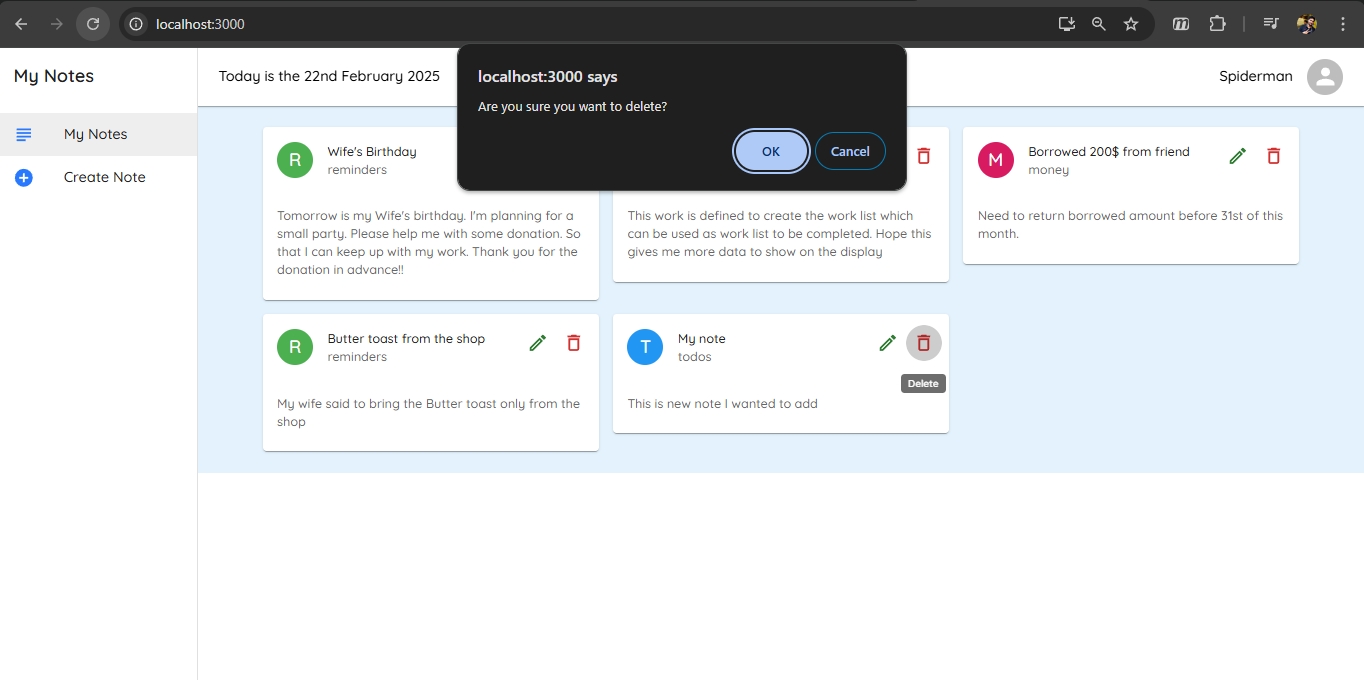 localhost:3000
My Notes
Today is the 22nd February 2025
Spiderman
localhost:3000 says
Are you sure you want to delete?
OK
Cancel
My Notes
Create Note
R
Wife's Birthday
reminders
Tomorrow is my Wife's birthday. I'm planning for a
small party. Please help me with some donation. So
that I can keep up with my work. Thank you for the
donation in advance!!
This work is defined to create the work list which
can be used as work list to be completed. Hope this
gives me more data to show on the display
M
Borrowed 200$ from friend
money
Need to return borrowed amount before 31st of this
month.
R
Butter toast from the shop
reminders
My wife said to bring the Butter toast only from the
shop
T
My note
todos
Delete
This is new note I wanted to add